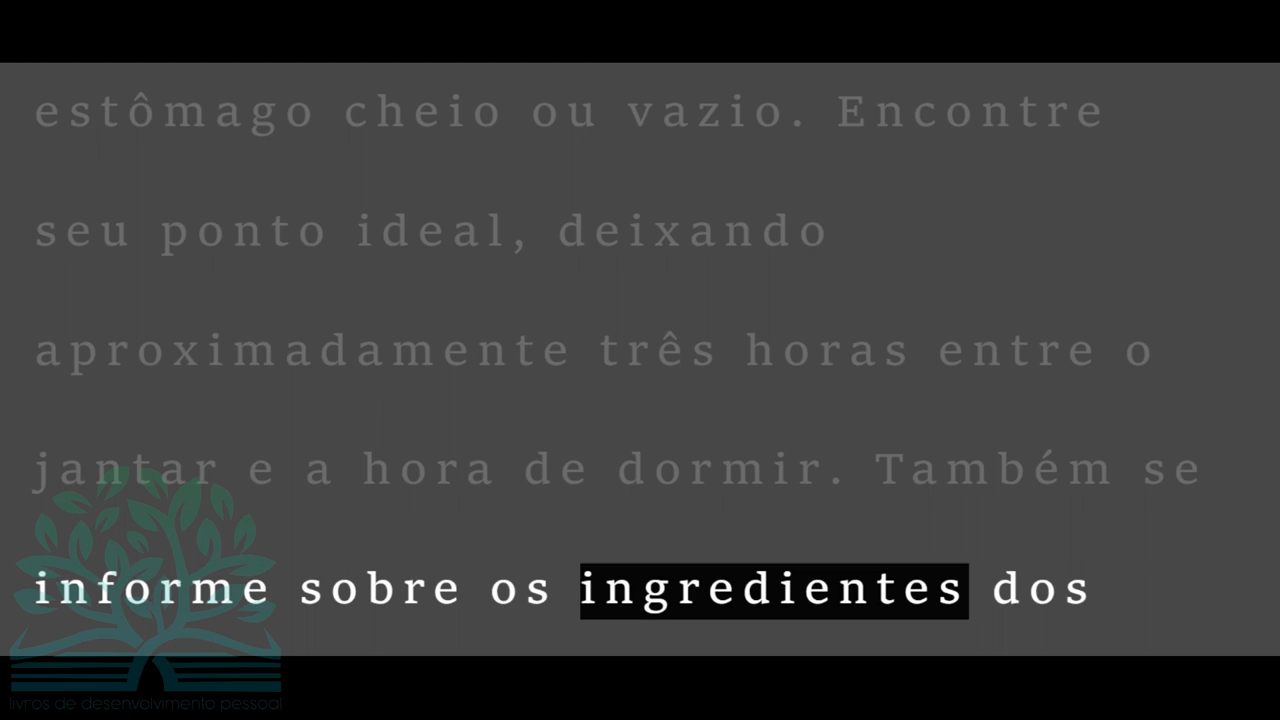 estômago cheio ou vazio. Encontre
seu ponto ideal, deixando
aproximadamente três horas entre o
jantar e a hora de dormir. Também se
informe sobre os ingredientes dos
livros de desenvolvimento pessoal